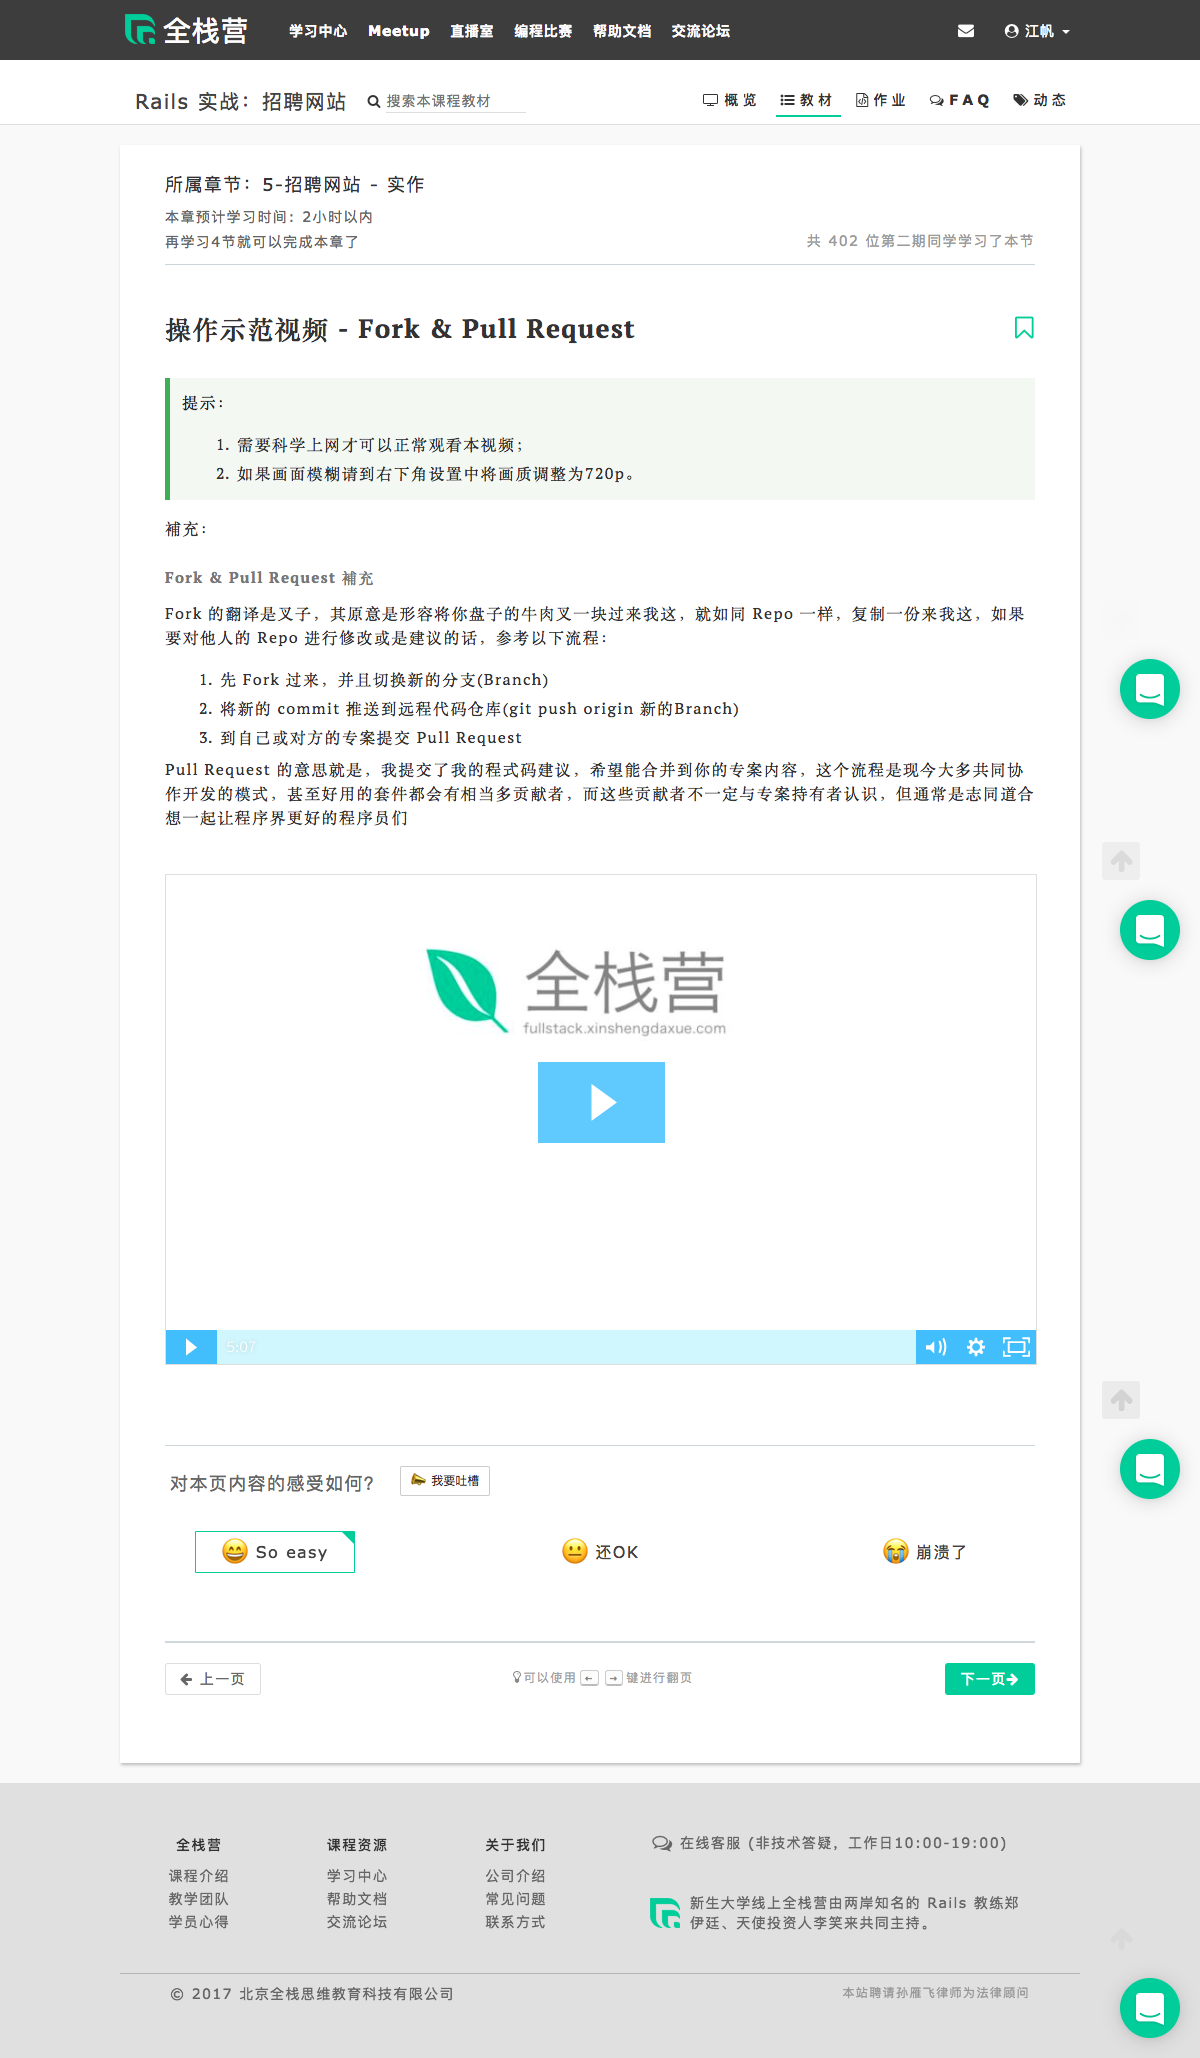 全栈营 学习中心 Meetup 直播室 编程比赛 帮助文档 交流论坛 江帆
Rails 实战：招聘网站 搜索本课程教材 概览 教材 作业 FAQ 动态
所属章节：5-招聘网站 - 实作
本章预计学习时间：2小时以内
再学习4节就可以完成本章了 共 402 位第二期同学学习了本节
操作示范视频 - Fork & Pull Request
提示：
1. 需要科学上网才可以正常观看本视频；
2. 如果画面模糊请到右下角设置中将画质调整为720p。
補充：
Fork & Pull Request 補充
Fork 的翻译是叉子，其原意是形容将你盘子的牛肉叉一块过来我这，就如同 Repo 一样，复制一份来我这，如果
要对他人的 Repo 进行修改或是建议的话，参考以下流程：
1. 先 Fork 过来，并且切换新的分支(Branch)
2. 将新的 commit 推送到远程代码仓库(git push origin 新的Branch)
3. 到自己或对方的专案提交 Pull Request
Pull Request 的意思就是，我提交了我的程式码建议，希望能合并到你的专案内容，这个流程是现今大多共同协
作开发的模式，甚至好用的套件都会有相当多贡献者，而这些贡献者不一定与专案持有者认识，但通常是志同道合
想一起让程序界更好的程序员们
全栈营
fullstack.xinshengdaxue.com
5:07
对本页内容的感受如何？ 我要吐槽
So easy 还OK 崩溃了
上一页 可以使用 ← → 键进行翻页 下一页
全栈营 课程资源 关于我们 在线客服 (非技术答疑，工作日10:00-19:00)
课程介绍 学习中心 公司介绍
教学团队 帮助文档 常见问题 新生大学线上全栈营由两岸知名的 Rails 教练郑
学员心得 交流论坛 联系方式 伊廷、天使投资人李笑来共同主持。
© 2017 北京全栈思维教育科技有限公司 本站聘请孙雁飞律师为法律顾问